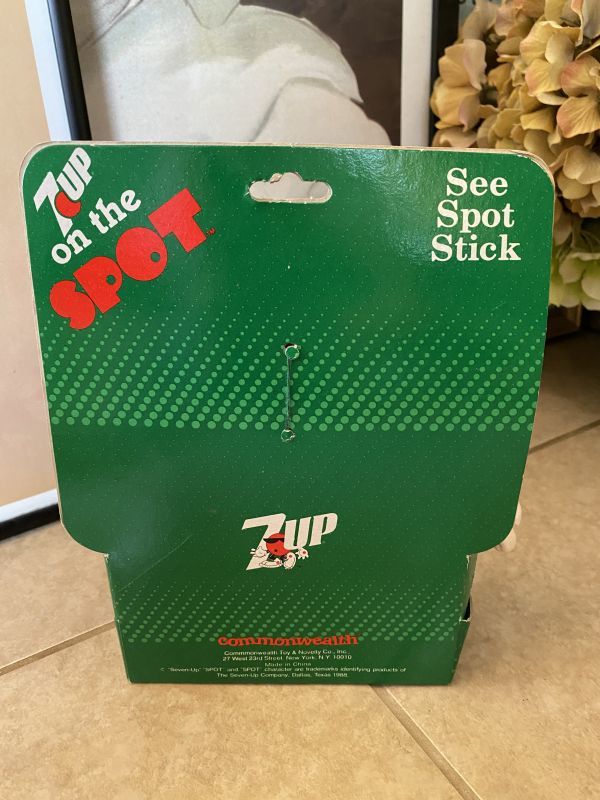 7UP
on the
SPOT™
See
Spot
Stick
7UP
commonwealth
Commonwealth Toy & Novelty Co., Inc.
27 West 23rd Street New York, N.Y. 10010
Made in China
© "Seven-Up" "SPOT" and "SPOT" character are trademarks identifying products of
The Seven-Up Company, Dallas, Texas 1988